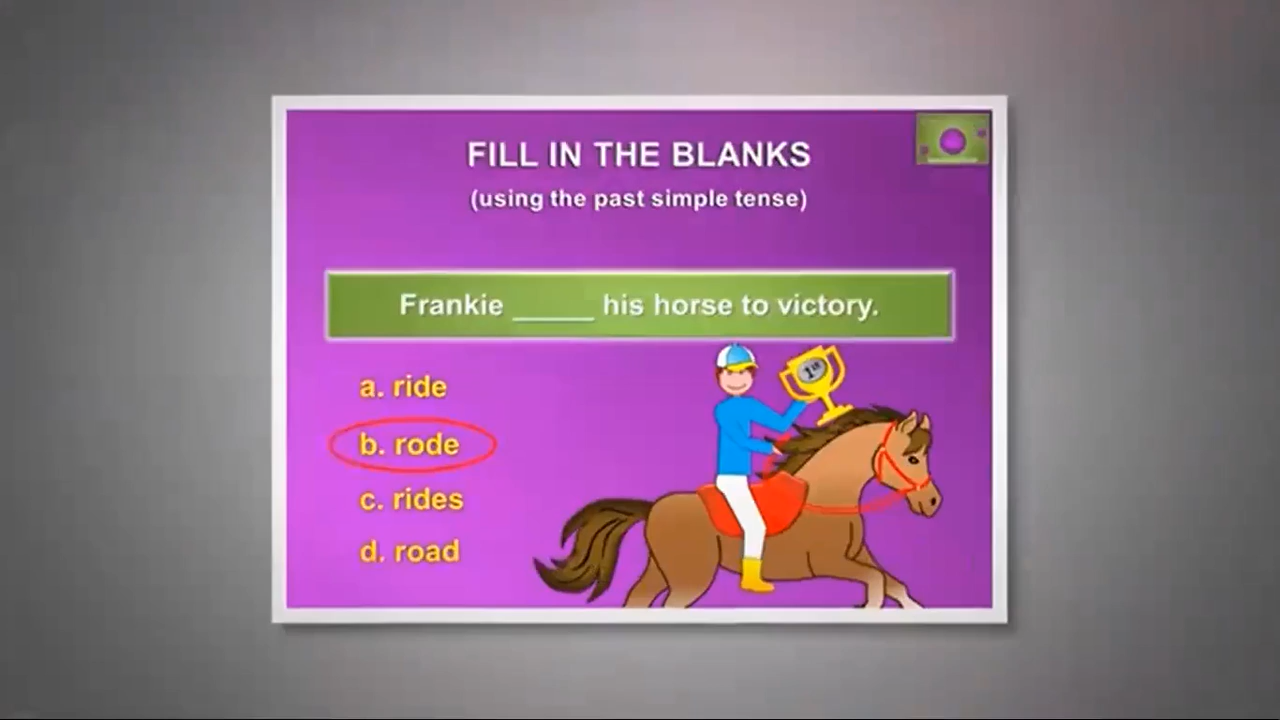 FILL IN THE BLANKS
(using the past simple tense)
Frankie _____ his horse to victory.
a. ride
b. rode
c. rides
d. road
1st